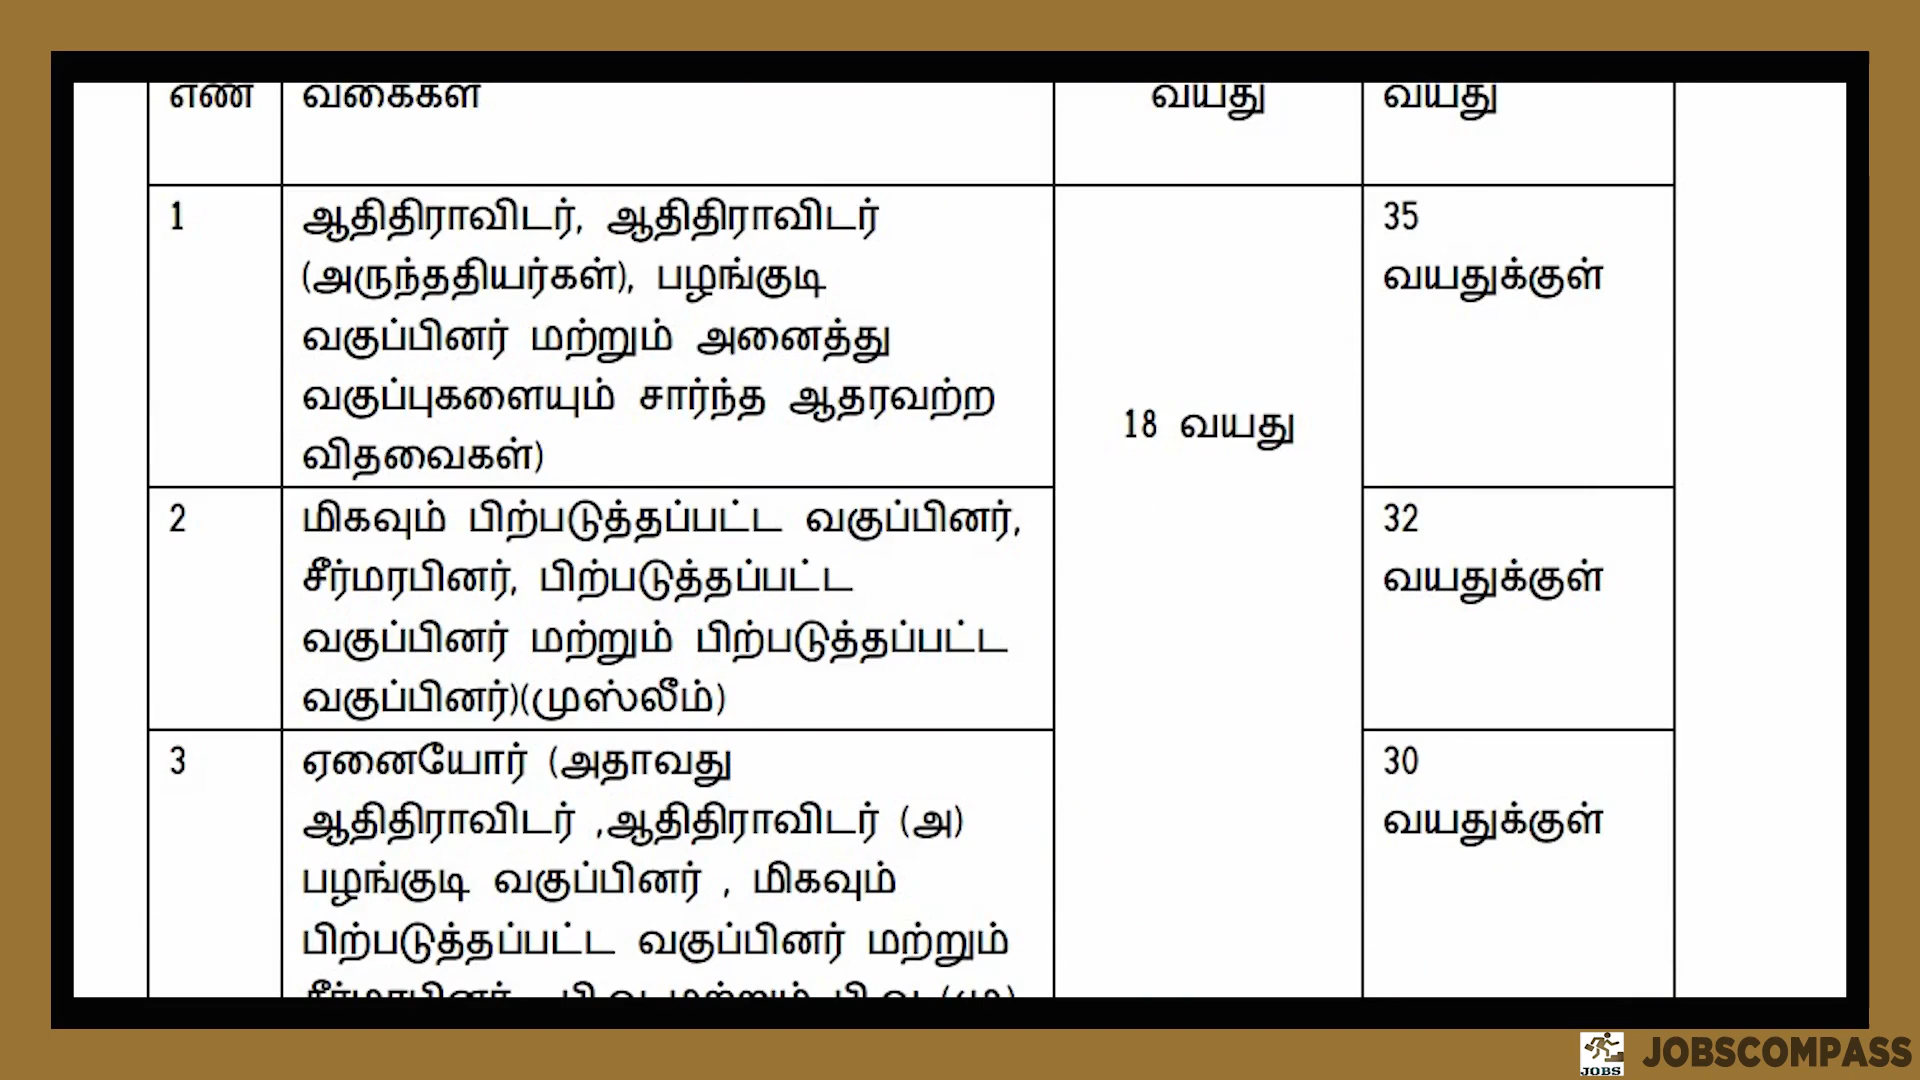 எண் வகைகள் வயது வயது
1 ஆதிதிராவிடர், ஆதிதிராவிடர் 35
(அருந்ததியர்கள்), பழங்குடி வயதுக்குள்
வகுப்பினர் மற்றும் அனைத்து
வகுப்புகளையும் சார்ந்த ஆதரவற்ற
18 வயது
விதவைகள்)
2 மிகவும் பிற்படுத்தப்பட்ட வகுப்பினர், 32
சீர்மரபினர், பிற்படுத்தப்பட்ட வயதுக்குள்
வகுப்பினர் மற்றும் பிற்படுத்தப்பட்ட
வகுப்பினர்)(முஸ்லீம்)
3 ஏனையோர் (அதாவது 30
ஆதிதிராவிடர் ,ஆதிதிராவிடர் (அ) வயதுக்குள்
பழங்குடி வகுப்பினர் , மிகவும்
பிற்படுத்தப்பட்ட வகுப்பினர் மற்றும்
சீர்மரபினர் மற்றும்
JOBS JOBSCOMPASS